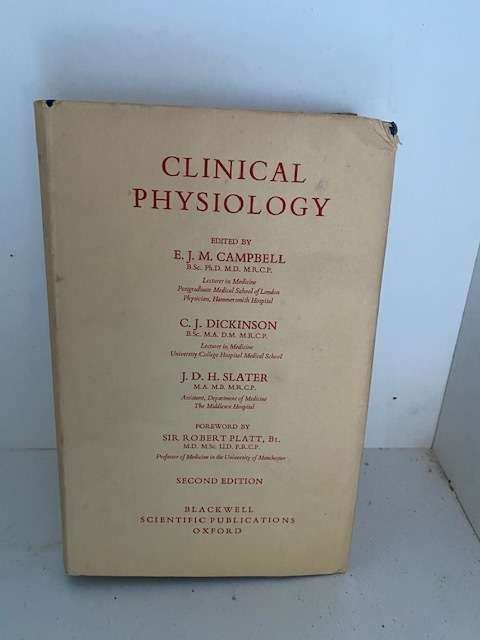 CLINICAL
PHYSIOLOGY
EDITED BY
E. J. M. CAMPBELL
B.Sc. Ph.D. M.D. M.R.C.P.
Lecturer in Medicine
Postgraduate Medical School of London
Physician, Hammersmith Hospital
C. J. DICKINSON
B.Sc. M.A. D.M. M.R.C.P.
Lecturer in Medicine
University College Hospital Medical School
J. D. H. SLATER
M.A. M.B. M.R.C.P.
Assistant, Department of Medicine
The Middlesex Hospital
FOREWORD BY
SIR ROBERT PLATT, Bt.
M.D. M.Sc. LL.D. F.R.C.P.
Professor of Medicine in the University of Manchester
SECOND EDITION
BLACKWELL
SCIENTIFIC PUBLICATIONS
OXFORD